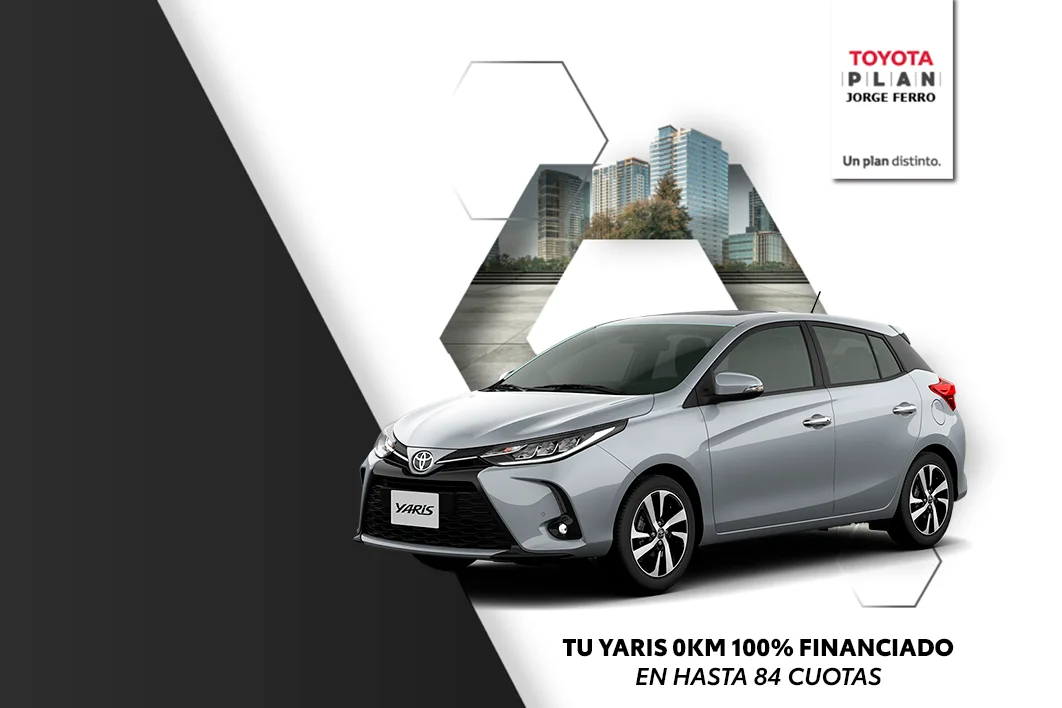 TOYOTA
PLAN
JORGE FERRO
Un plan distinto.
YARIS
TU YARIS 0KM 100% FINANCIADO
EN HASTA 84 CUOTAS